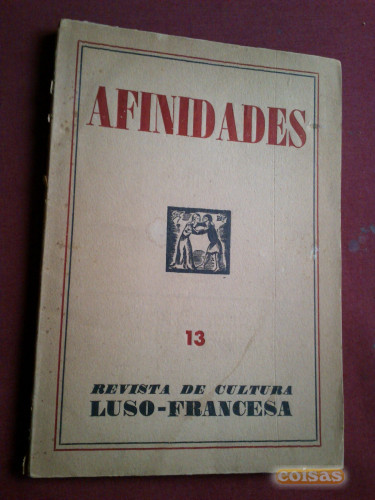 AFINIDADES
13
REVISTA DE CULTURA
LUSO-FRANCESA
coisas